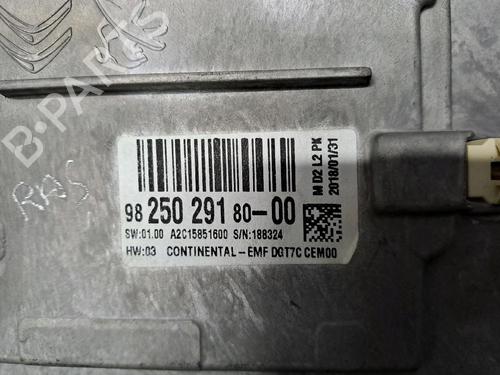 B-PARTS
RAS
98 250 291 80-00
SW:01.00 A2C15851600 S/N:188324
HW:03 CONTINENTAL-EMF DGT7C CEM00
M D2 L2 PK
2018/01/31